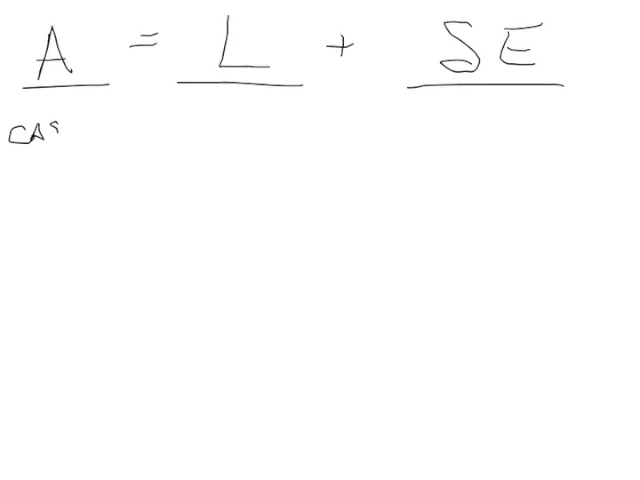 A = L + SE
CAS